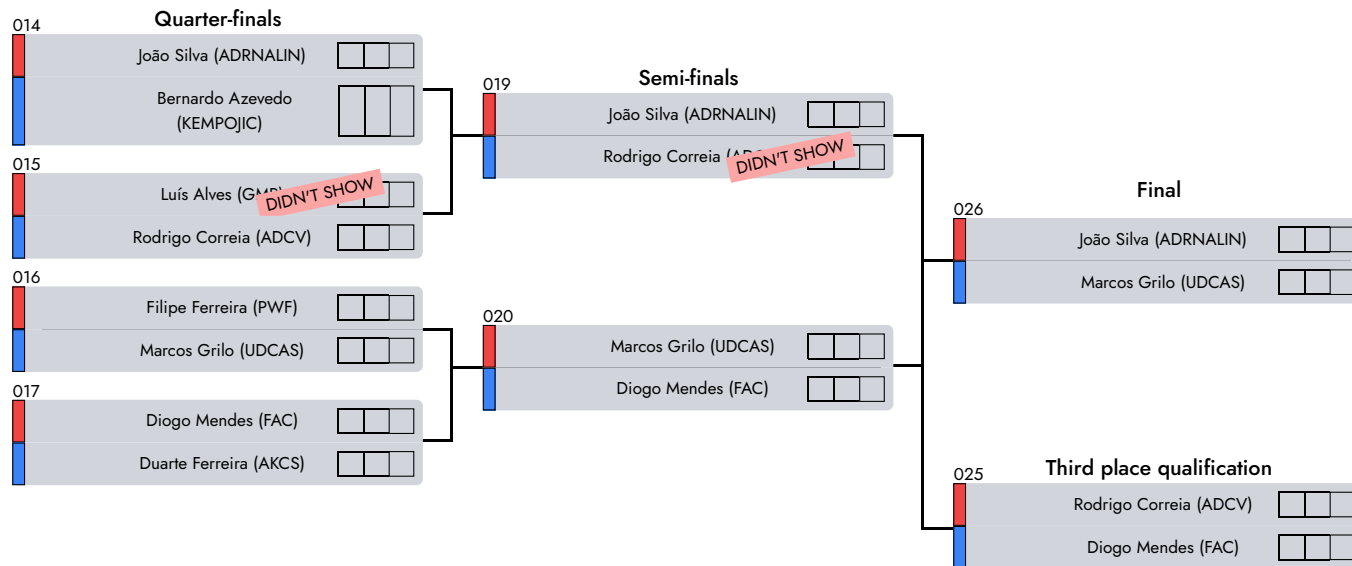 Quarter-finals
014
João Silva (ADRNALIN)
Bernardo Azevedo
(KEMPOJIC)
015
Luís Alves
DIDN'T SHOW
Rodrigo Correia (ADCV)
016
Filipe Ferreira (PWF)
Marcos Grilo (UDCAS)
017
Diogo Mendes (FAC)
Duarte Ferreira (AKCS)
Semi-finals
019
João Silva (ADRNALIN)
Rodrigo Correia
DIDN'T SHOW
020
Marcos Grilo (UDCAS)
Diogo Mendes (FAC)
Final
026
João Silva (ADRNALIN)
Marcos Grilo (UDCAS)
Third place qualification
025
Rodrigo Correia (ADCV)
Diogo Mendes (FAC)